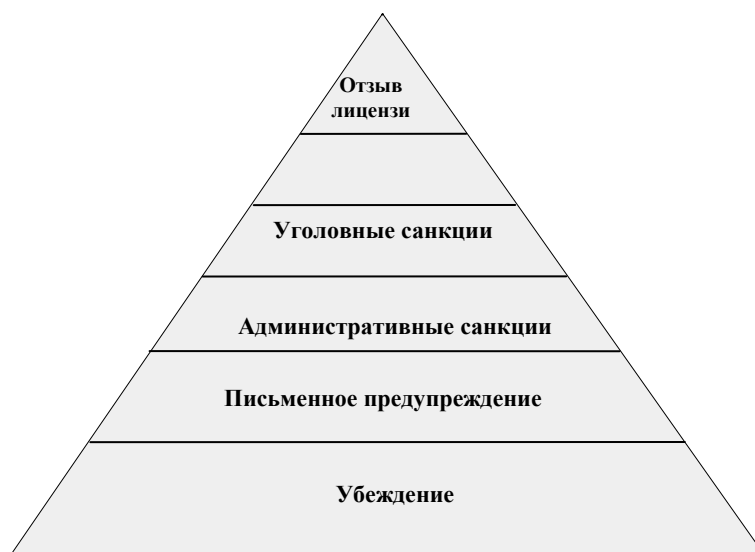 Отзыв
лицензи
Уголовные санкции
Административные санкции
Письменное предупреждение
Убеждение